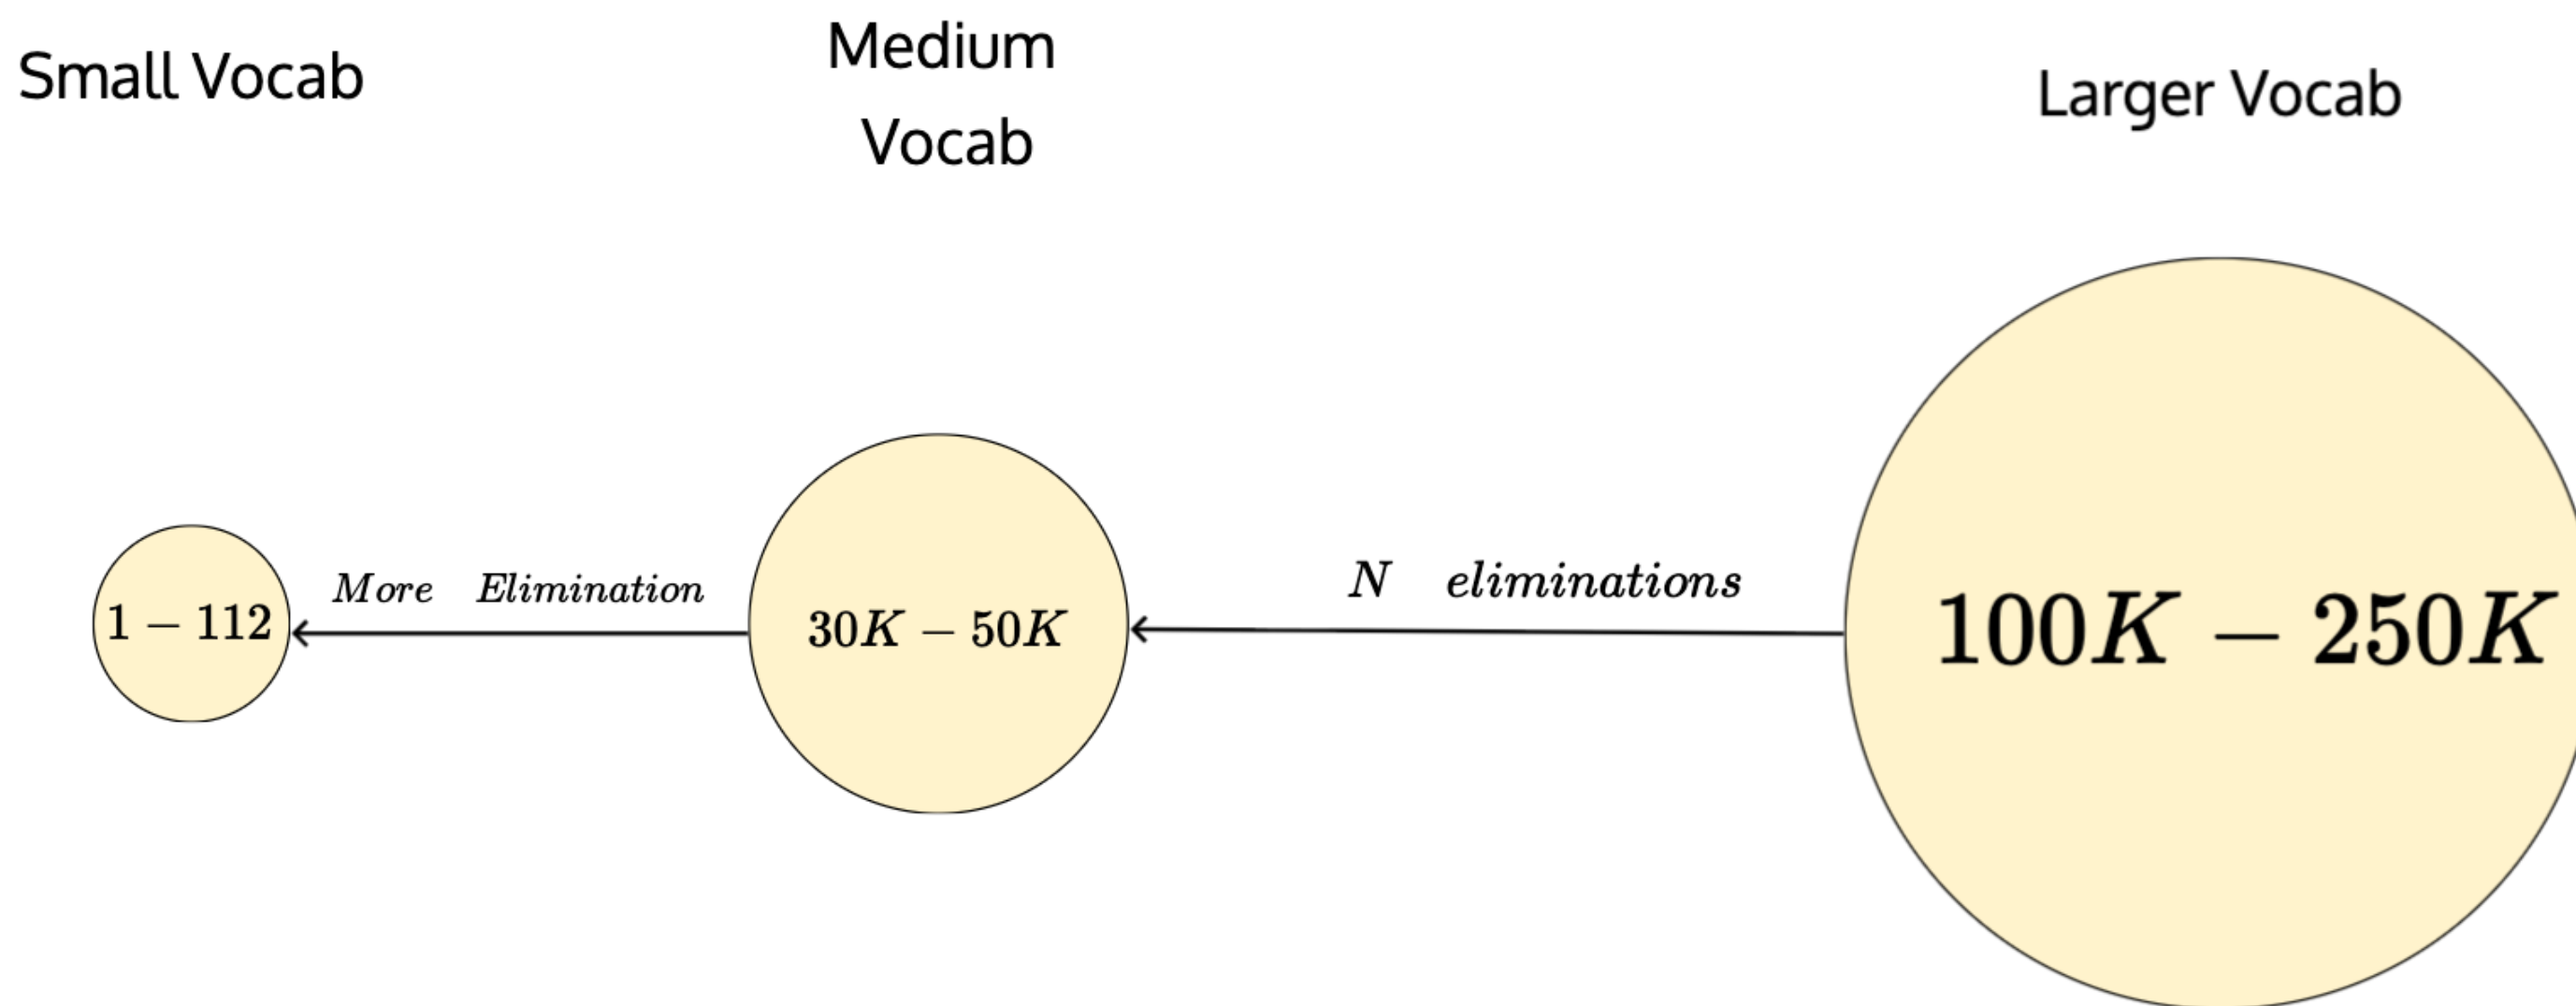 Small Vocab
Medium
Vocab
Larger Vocab
1 – 112
More Elimination
30K – 50K
N eliminations
100K – 250K